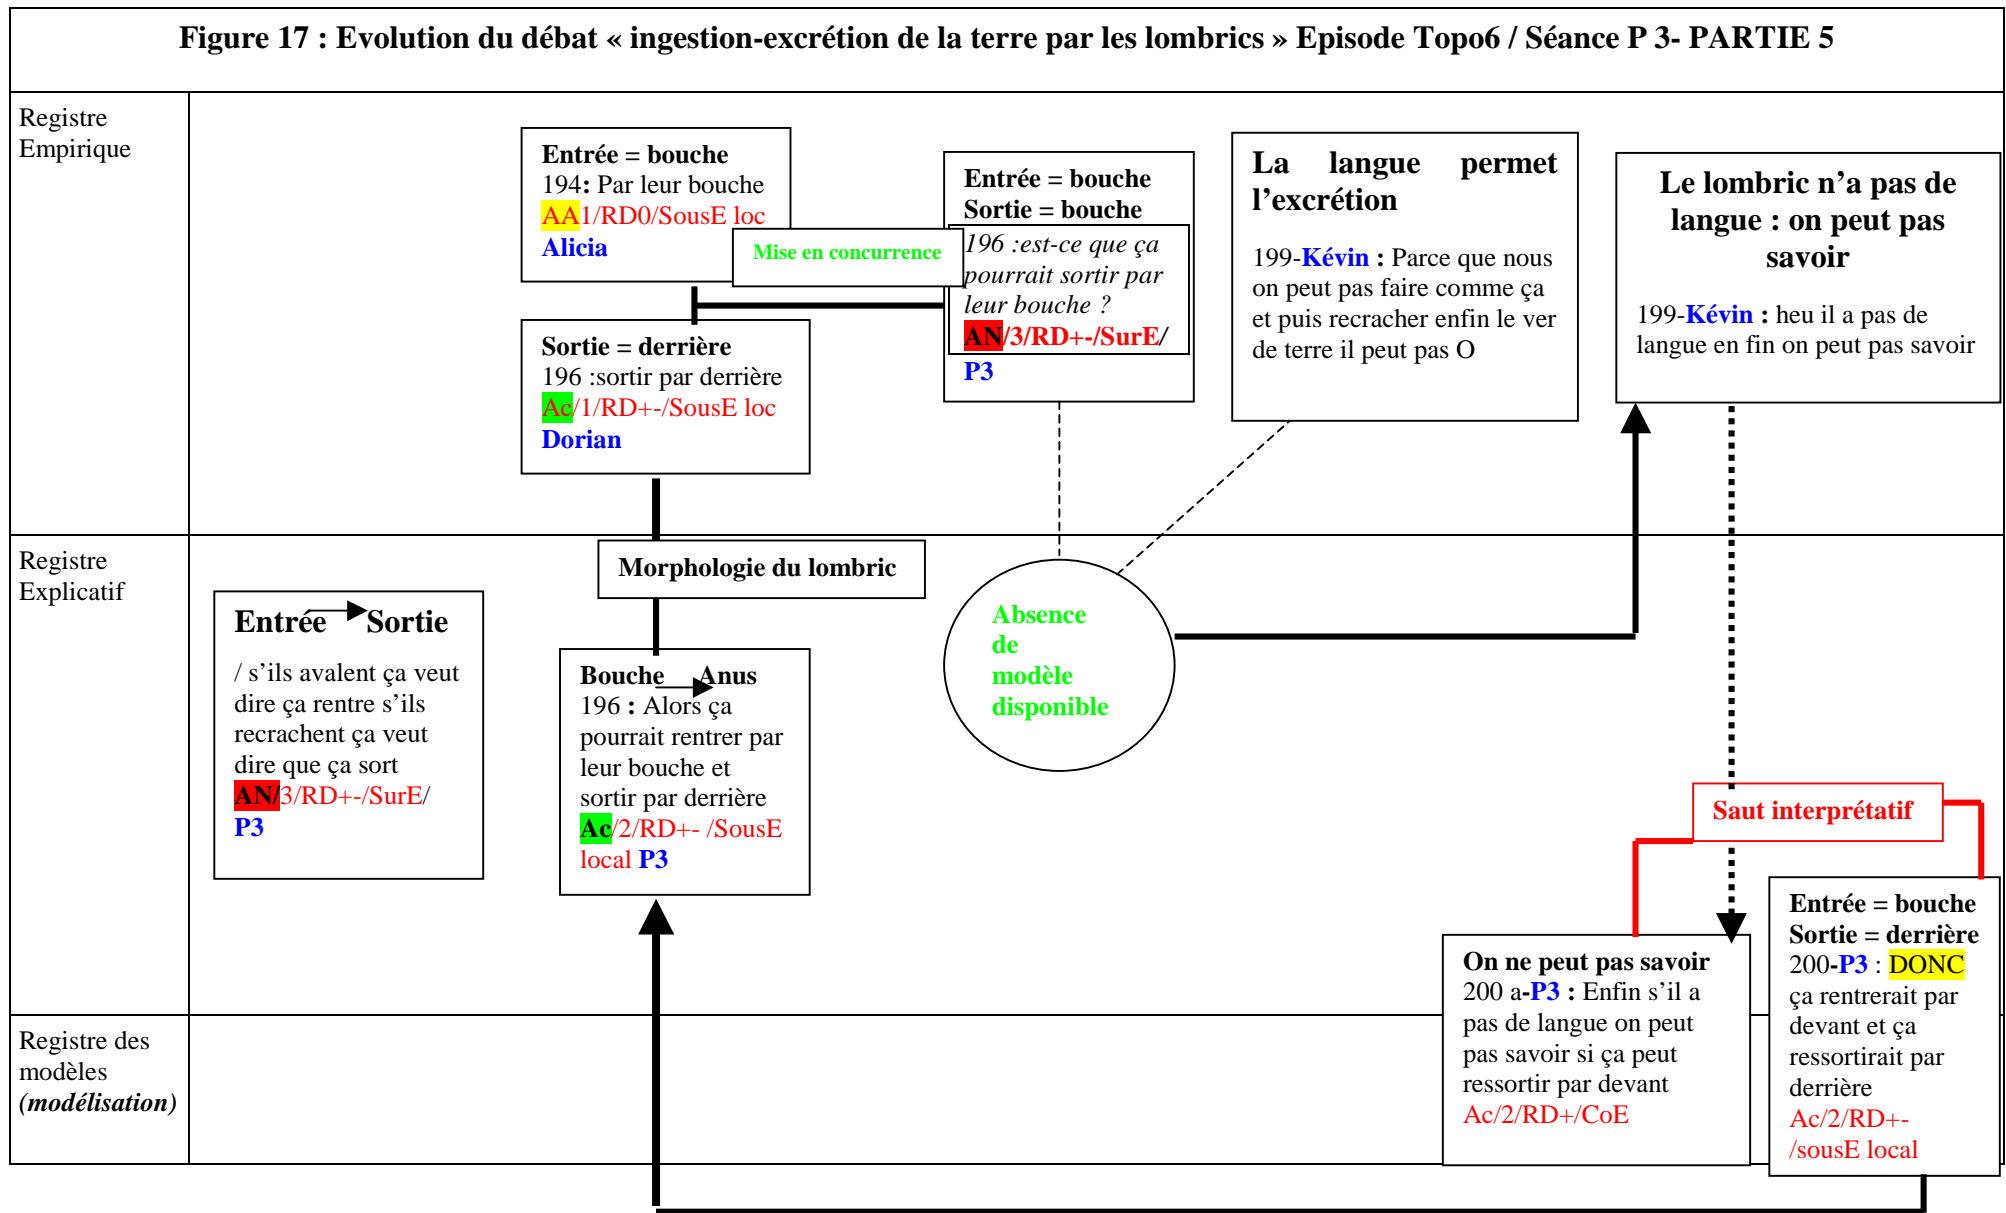 Figure 17 : Evolution du débat « ingestion-excrétion de la terre par les lombrics » Episode Topo6 / Séance P 3- PARTIE 5
Registre
Empirique
Entrée = bouche
194: Par leur bouche
AA1/RD0/SousE loc
Alicia
Mise en concurrence
Sortie = derrière
196 :sortir par derrière
Ac/1/RD+-/SousE loc
Dorian
Entrée = bouche
Sortie = bouche
196 :est-ce que ça
pourrait sortir par
leur bouche ?
AN/3/RD+-/SurE/
P3
La langue permet
l’excrétion
199-Kévin : Parce que nous
on peut pas faire comme ça
et puis recracher enfin le ver
de terre il peut pas O
Le lombric n’a pas de
langue : on peut pas
savoir
199-Kévin : heu il a pas de
langue en fin on peut pas savoir
Registre
Explicatif
Entrée Sortie
/ s’ils avalent ça veut
dire ça rentre s’ils
recrachent ça veut
dire que ça sort
AN/3/RD+-/SurE/
P3
Morphologie du lombric
Bouche Anus
196 : Alors ça
pourrait rentrer par
leur bouche et
sortir par derrière
Ac/2/RD+- /SousE
local P3
Absence
de
modèle
disponible
Saut interprétatif
On ne peut pas savoir
200 a-P3 : Enfin s’il a
pas de langue on peut
pas savoir si ça peut
ressortir par devant
Ac/2/RD+/CoE
Entrée = bouche
Sortie = derrière
200-P3 : DONC
ça rentrerait par
devant et ça
ressortirait par
derrière
Ac/2/RD+-
/sousE local
Registre des
modèles
(modélisation)